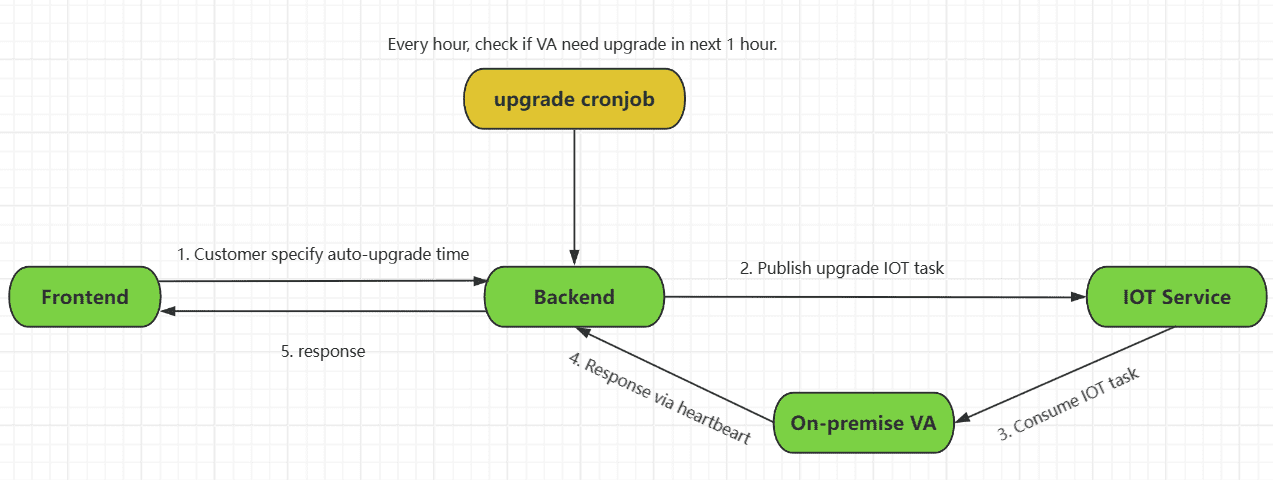 Every hour, check if VA need upgrade in next 1 hour.
upgrade cronjob
1. Customer specify auto-upgrade time
2. Publish upgrade IOT task
Frontend
Backend
IOT Service
5. response
4. Response via heartbeart
3. Consume IOT task
On-premise VA